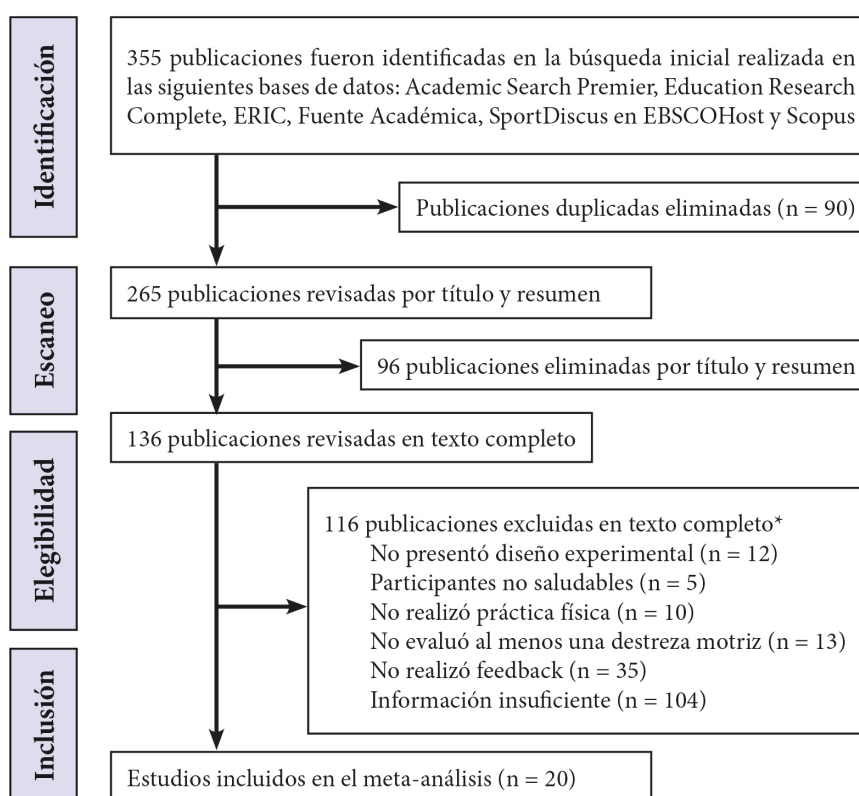 Identificación
355 publicaciones fueron identificadas en la búsqueda inicial realizada en
las siguientes bases de datos: Academic Search Premier, Education Research
Complete, ERIC, Fuente Académica, SportDiscus en EBSCOHost y Scopus
Publicaciones duplicadas eliminadas (n = 90)
Escaneo
265 publicaciones revisadas por título y resumen
96 publicaciones eliminadas por título y resumen
Elegibilidad
136 publicaciones revisadas en texto completo
116 publicaciones excluidas en texto completo*
No presentó diseño experimental (n = 12)
Participantes no saludables (n = 5)
No realizó práctica física (n = 10)
No evaluó al menos una destreza motriz (n = 13)
No realizó feedback (n = 35)
Información insuficiente (n = 104)
Inclusión
Estudios incluidos en el meta-análisis (n = 20)